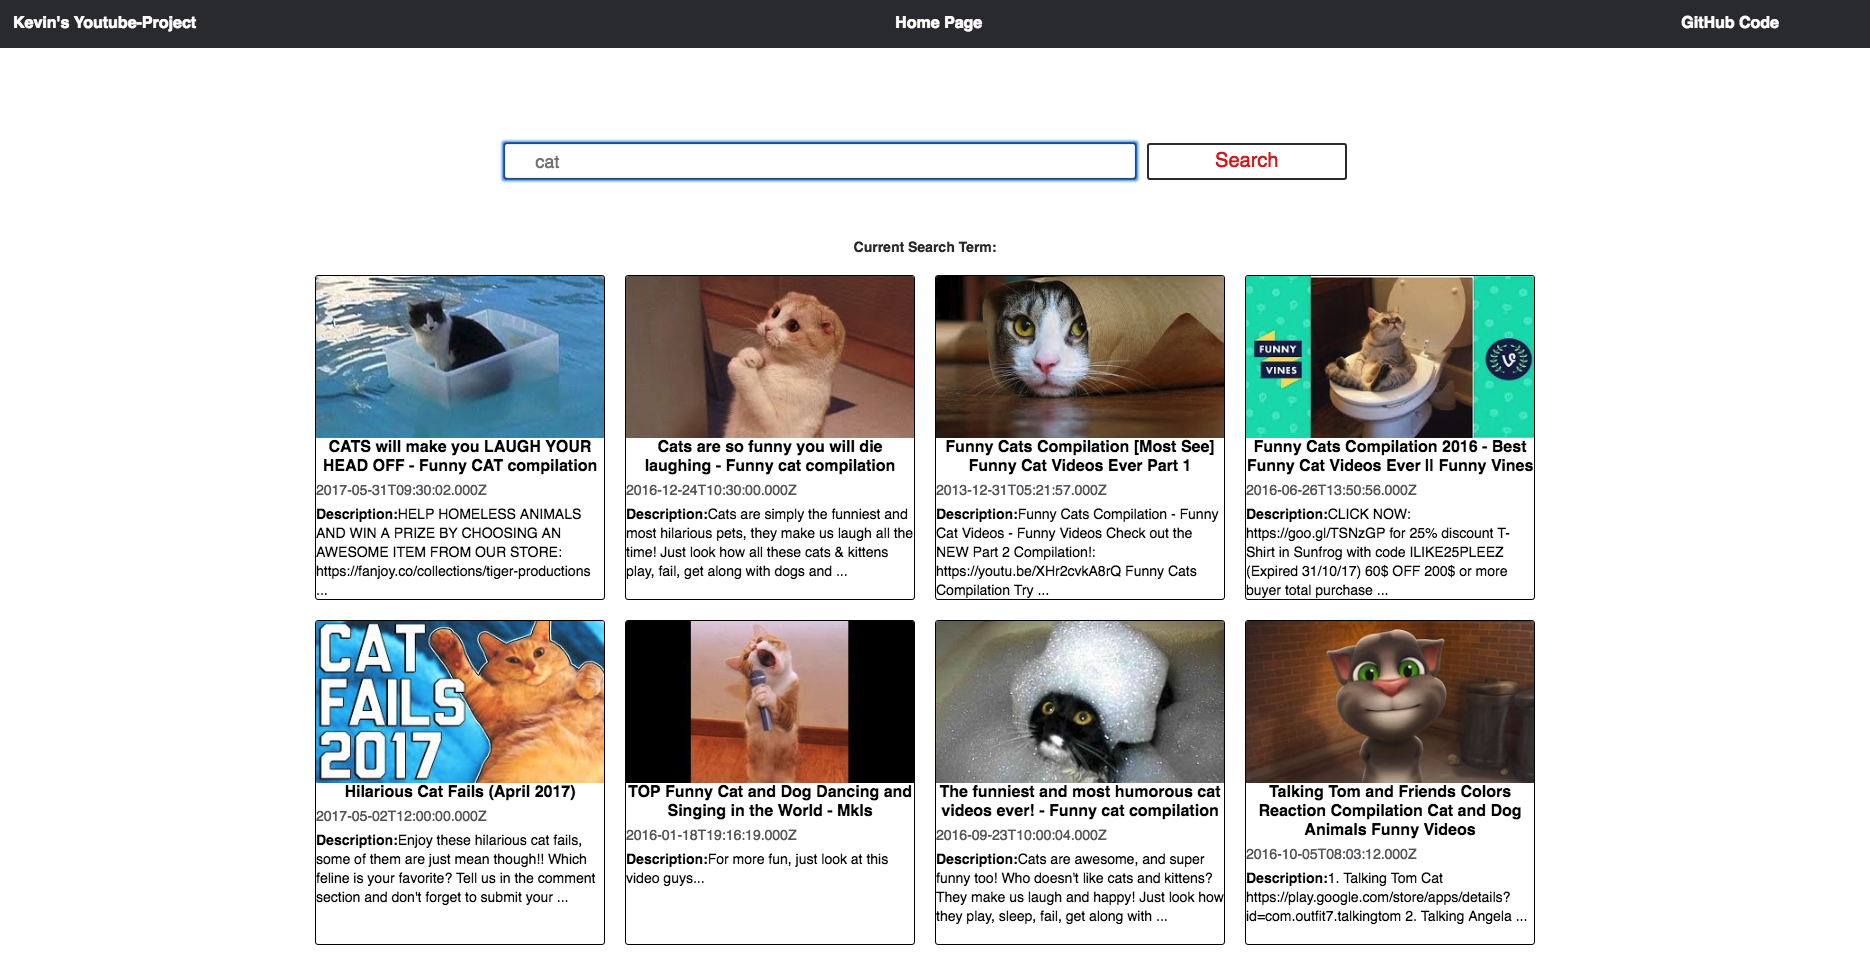 Kevin's Youtube-Project
Home Page
GitHub Code
cat
Search
Current Search Term:
FUNNY
VINES
CATS will make you LAUGH YOUR
HEAD OFF - Funny CAT compilation
2017-05-31T09:30:02.000Z
Description:HELP HOMELESS ANIMALS
AND WIN A PRIZE BY CHOOSING AN
AWESOME ITEM FROM OUR STORE:
https://fanjoy.co/collections/tiger-productions
...
Cats are so funny you will die
laughing - Funny cat compilation
2016-12-24T10:30:00.000Z
Description:Cats are simply the funniest and
most hilarious pets, they make us laugh all the
time! Just look how all these cats & kittens
play, fail, get along with dogs and ...
Funny Cats Compilation [Most See]
Funny Cat Videos Ever Part 1
2013-12-31T05:21:57.000Z
Description:Funny Cats Compilation - Funny
Cat Videos - Funny Videos Check out the
NEW Part 2 Compilation!:
https://youtu.be/XHr2cvkA8rQ Funny Cats
Compilation Try ...
Funny Cats Compilation 2016 - Best
Funny Cat Videos Ever ll Funny Vines
2016-06-26T13:50:56.000Z
Description:CLICK NOW:
https://goo.gl/TSNzGP for 25% discount T-
Shirt in Sunfrog with code ILIKE25PLEEZ
(Expired 31/10/17) 60$ OFF 200$ or more
buyer total purchase ...
CAT
FAILS
2017
Hilarious Cat Fails (April 2017)
2017-05-02T12:00:00.000Z
Description:Enjoy these hilarious cat fails,
some of them are just mean though!! Which
feline is your favorite? Tell us in the comment
section and don't forget to submit your ...
TOP Funny Cat and Dog Dancing and
Singing in the World - Mkls
2016-01-18T19:16:19.000Z
Description:For more fun, just look at this
video guys...
The funniest and most humorous cat
videos ever! - Funny cat compilation
2016-09-23T10:00:04.000Z
Description:Cats are awesome, and super
funny too! Who doesn't like cats and kittens?
They make us laugh and happy! Just look how
they play, sleep, fail, get along with ...
Talking Tom and Friends Colors
Reaction Compilation Cat and Dog
Animals Funny Videos
2016-10-05T08:03:12.000Z
Description:1. Talking Tom Cat
https://play.google.com/store/apps/details?
id=com.outfit7.talkingtom 2. Talking Angela ...